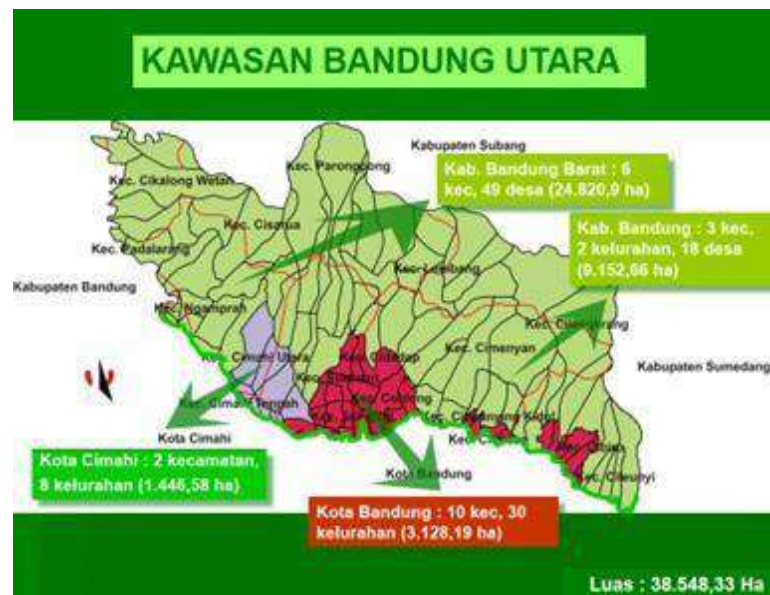 KAWASAN BANDUNG UTARA
Kabupaten Subang
Kec. Parongpong
Kab. Bandung Barat : 6
kec, 49 desa (24.820,9 ha)
Kec. Cikalong Wetan
Kec. Cisarua
Kab. Bandung : 3 kec,
2 kelurahan, 18 desa
(9.152,66 ha)
Kec. Padalarang
Kec. Lembang
Kabupaten Bandung
Kec. Ngamprah
Kec. Cilengkrang
Kec. Cimahi Utara
Kec. Cidadap
Kec. Cimenyan
Kabupaten Sumedang
Kec. Sukajadi
Kec. Cimahi Tengah
Kec. Coblong
Kota Cimahi
Kec. Cileunyi
Kota Bandung
Kota Cimahi : 2 kecamatan,
8 kelurahan (1.446,58 ha)
Kota Bandung : 10 kec, 30
kelurahan (3.128,19 ha)
Luas : 38.548,33 Ha